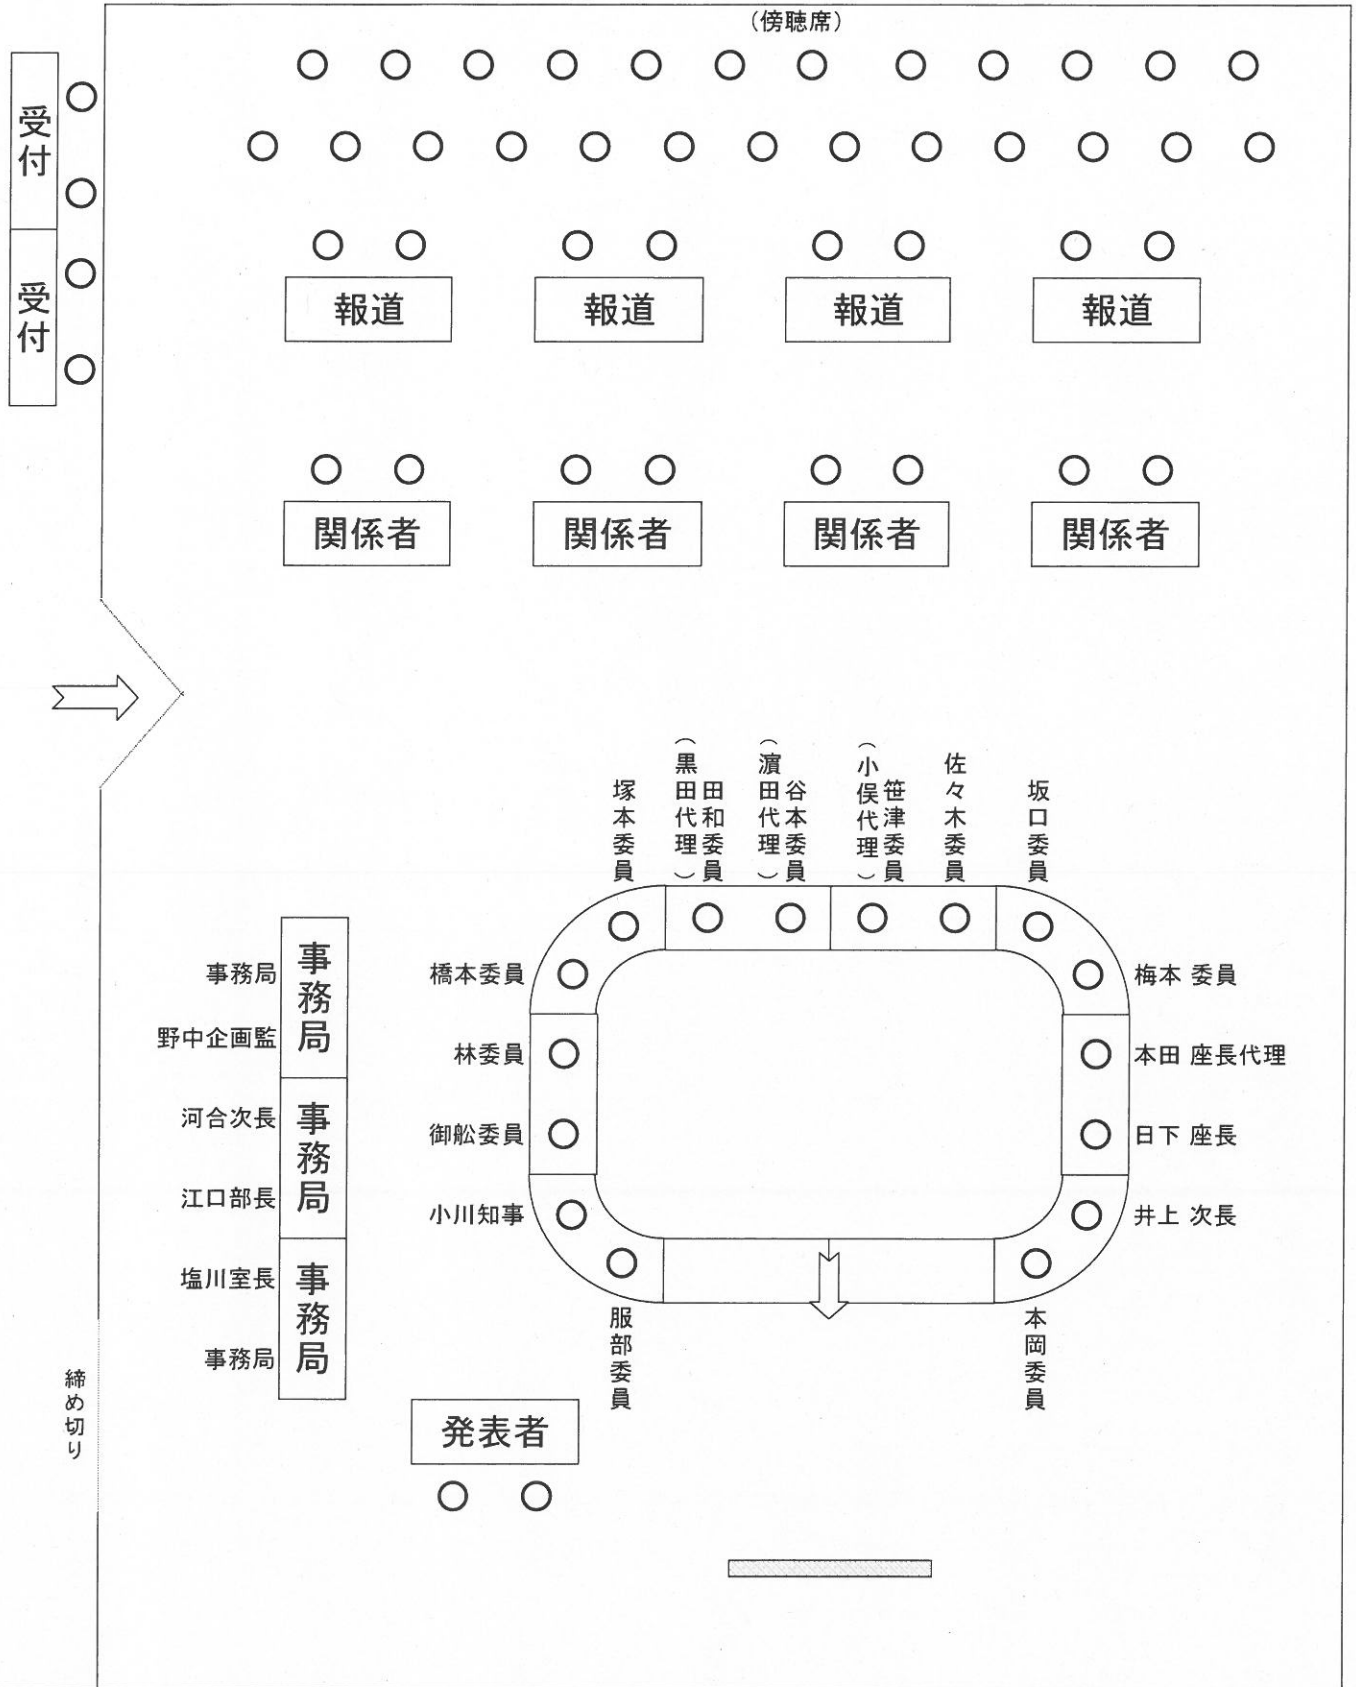 (傍聴席)
受付
受付
報道
報道
報道
報道
関係者
関係者
関係者
関係者
塚本委員
田和委員
(黒田代理)
谷本委員
(濵田代理)
笹津委員
(小俣代理)
佐々木委員
坂口委員
事務局
事務局
野中企画監
事務局
河合次長
江口部長
事務局
塩川室長
事務局
橋本委員
林委員
御舩委員
小川知事
梅本 委員
本田 座長代理
日下 座長
井上 次長
服部委員
本岡委員
締め切り
発表者